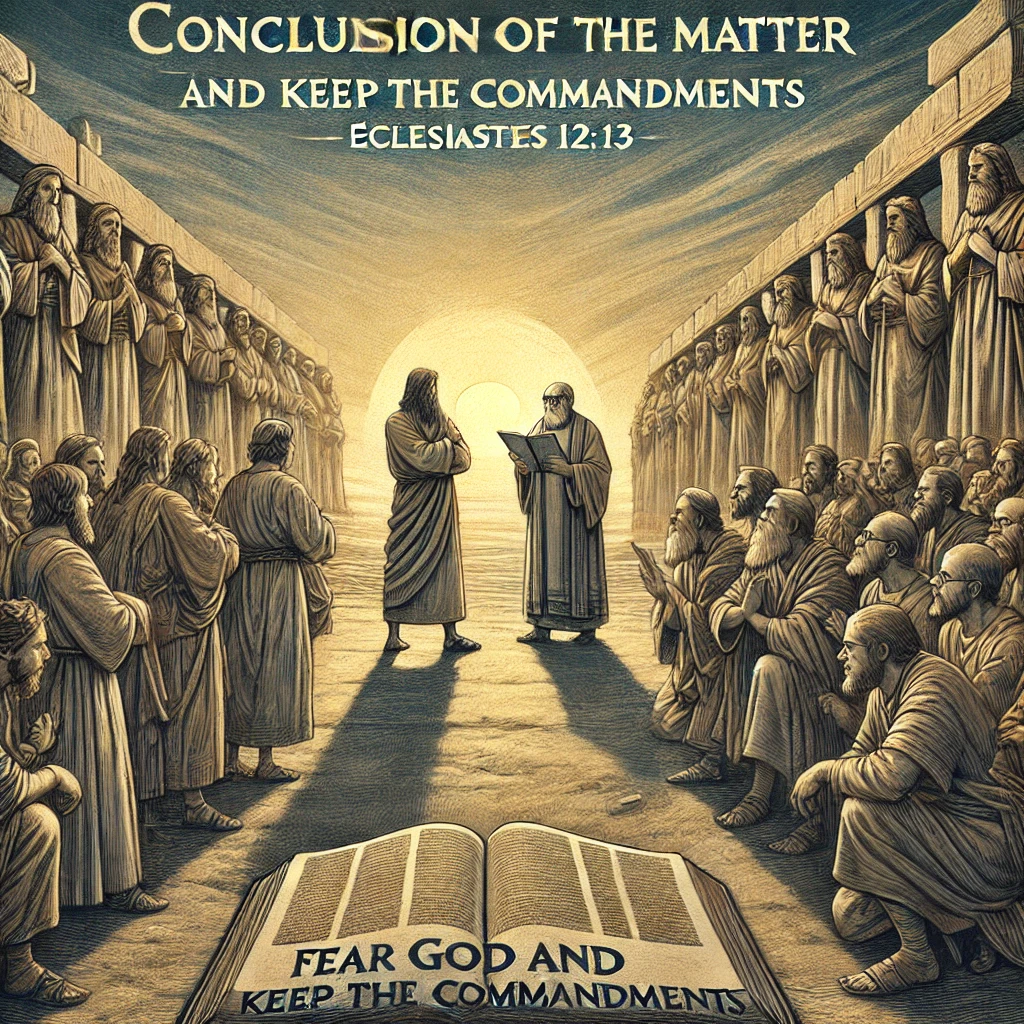 CONCLUSION OF THE MATTER
AND KEEP THE COMMANDMENTS
ECLESIASTES 12:13
FEAR GOD AND
KEEP THE COMMANDMENTS